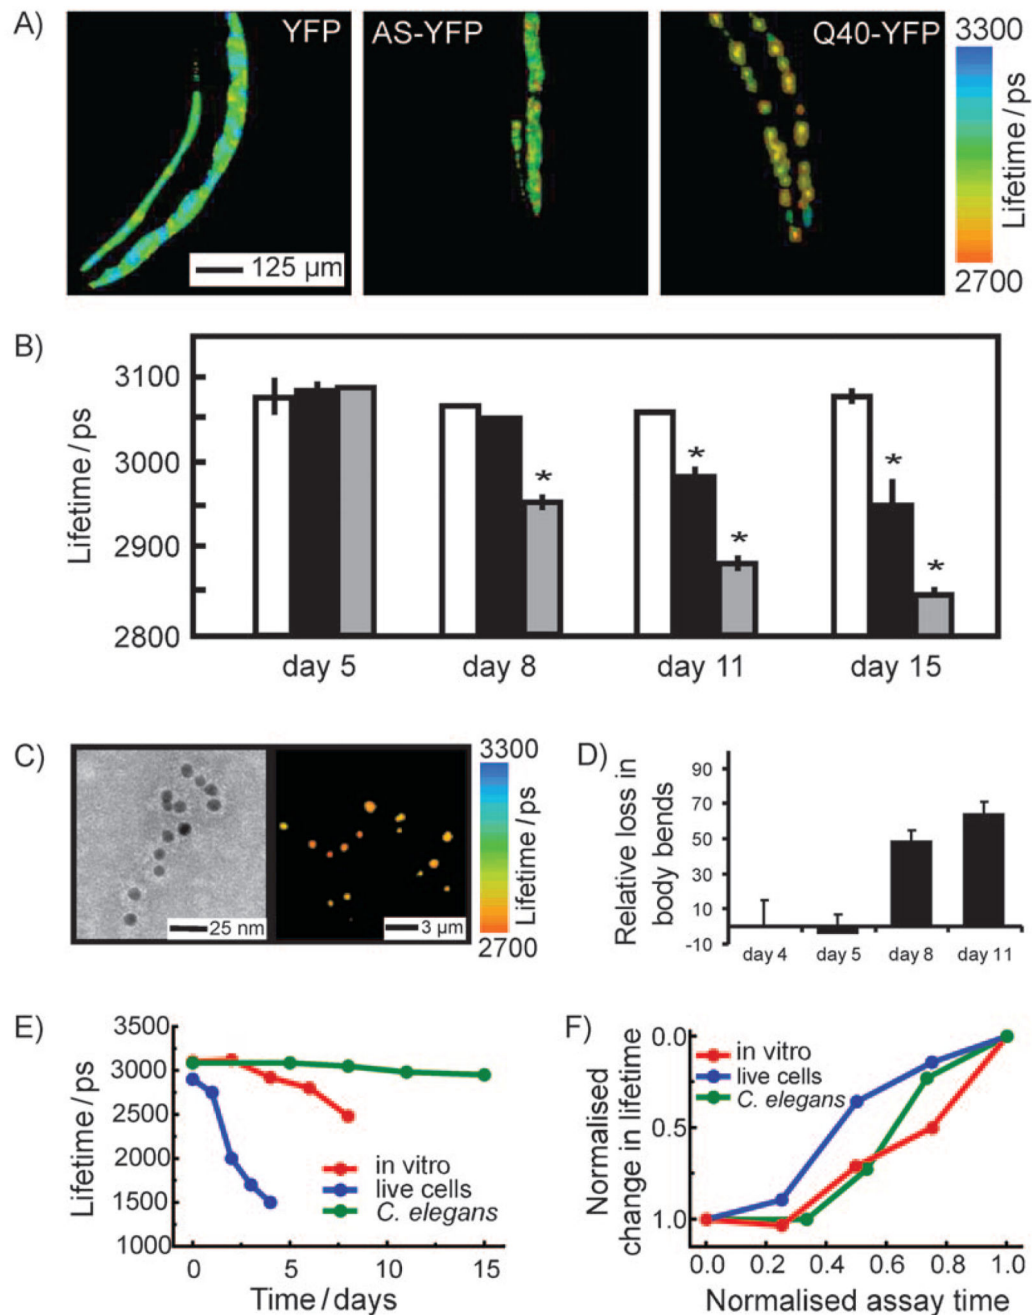 A)
YFP
AS-YFP
Q40-YFP
125 µm
3300
Lifetime / ps
2700
B)
Lifetime / ps
3100
3000
2900
2800
* * * * *
day 5 day 8 day 11 day 15
C)
25 nm
3 µm
3300
Lifetime / ps
2700
D)
Relative loss in
body bends
90
70
50
30
10
-10
day 4 day 5 day 8 day 11
E)
Lifetime / ps
3500
3000
2500
2000
1500
1000
in vitro
live cells
C. elegans
0 5 10 15
Time / days
F)
Normalised
change in lifetime
0.0
0.5
1.0
in vitro
live cells
C. elegans
0.0 0.2 0.4 0.6 0.8 1.0
Normalised assay time